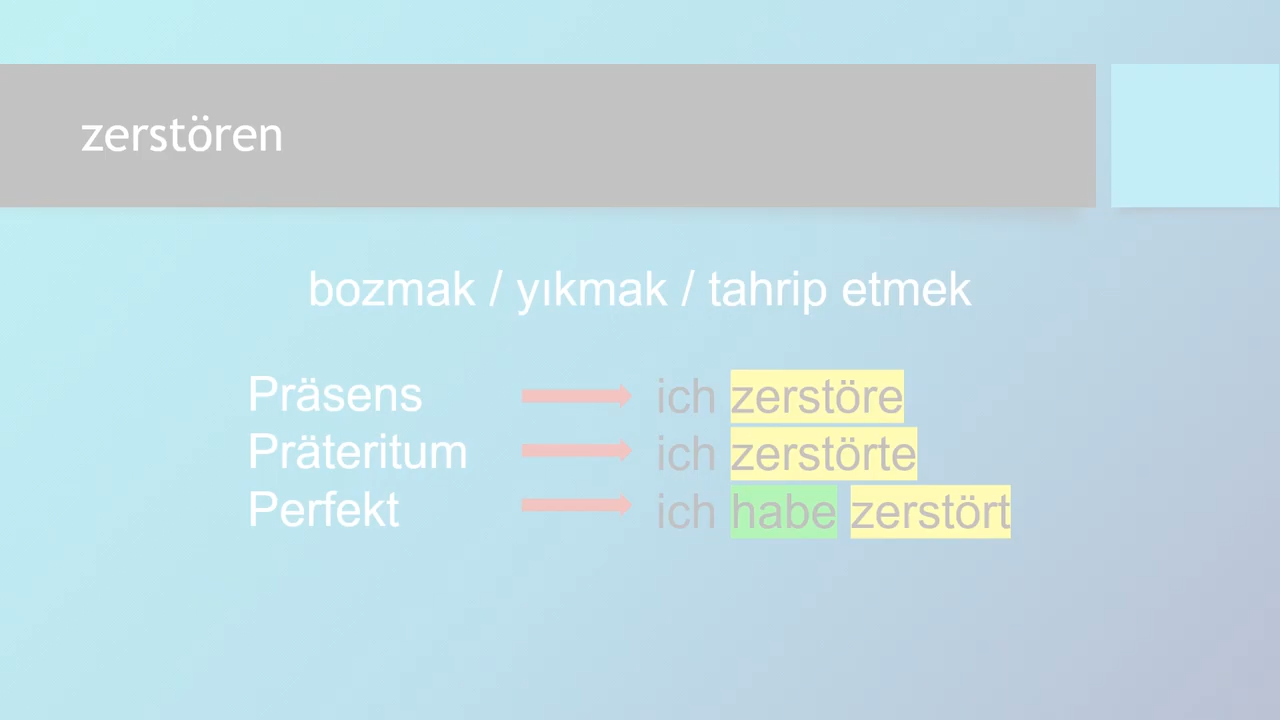 zerstören
bozmak / yıkmak / tahrip etmek
Präsens ich zerstöre
Präteritum ich zerstörte
Perfekt ich habe zerstört